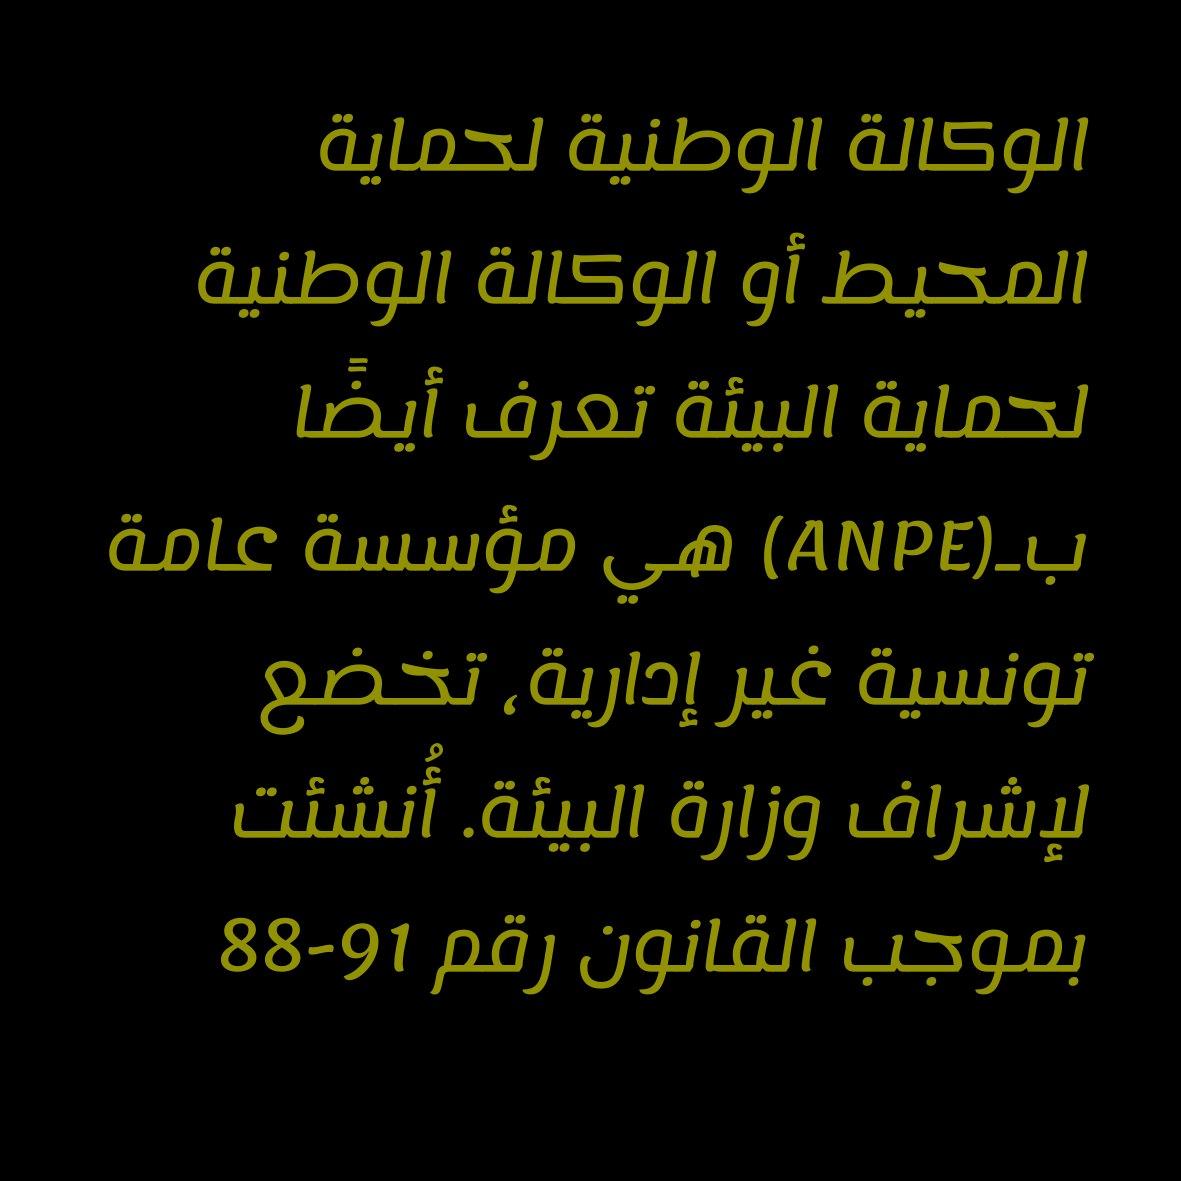 الوكالة الوطنية لحماية
المحيط أو الوكالة الوطنية
لحماية البيئة تعرف أيضًا
بـ(ANPE) هي مؤسسة عامة
تونسية غير إدارية، تخضع
لإشراف وزارة البيئة. أُنشئت
بموجب القانون رقم 91-88